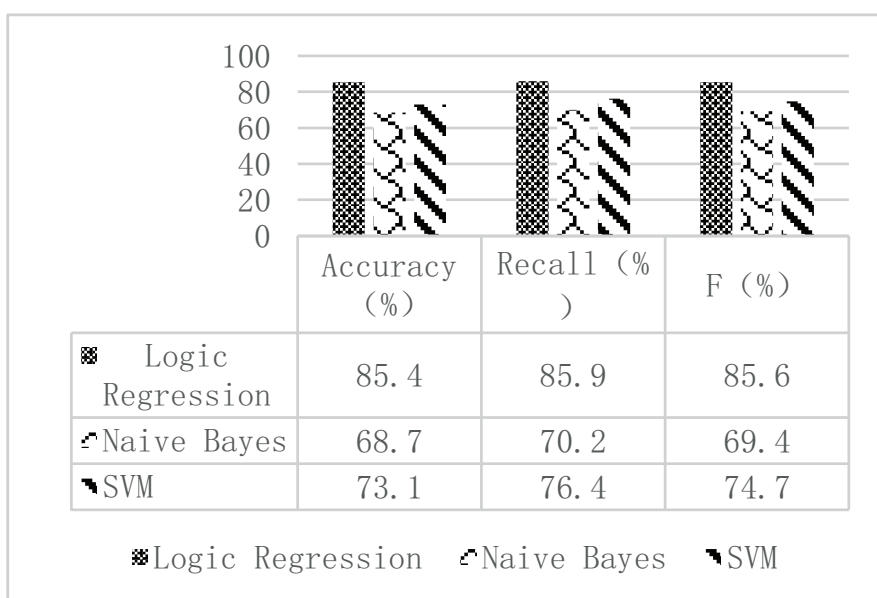 100
80
60
40
20
0
Accuracy
(%)
Recall (%
)
F (%)
Logic
Regression
85.4
85.9
85.6
Naive Bayes
68.7
70.2
69.4
SVM
73.1
76.4
74.7
Logic Regression
Naive Bayes
SVM